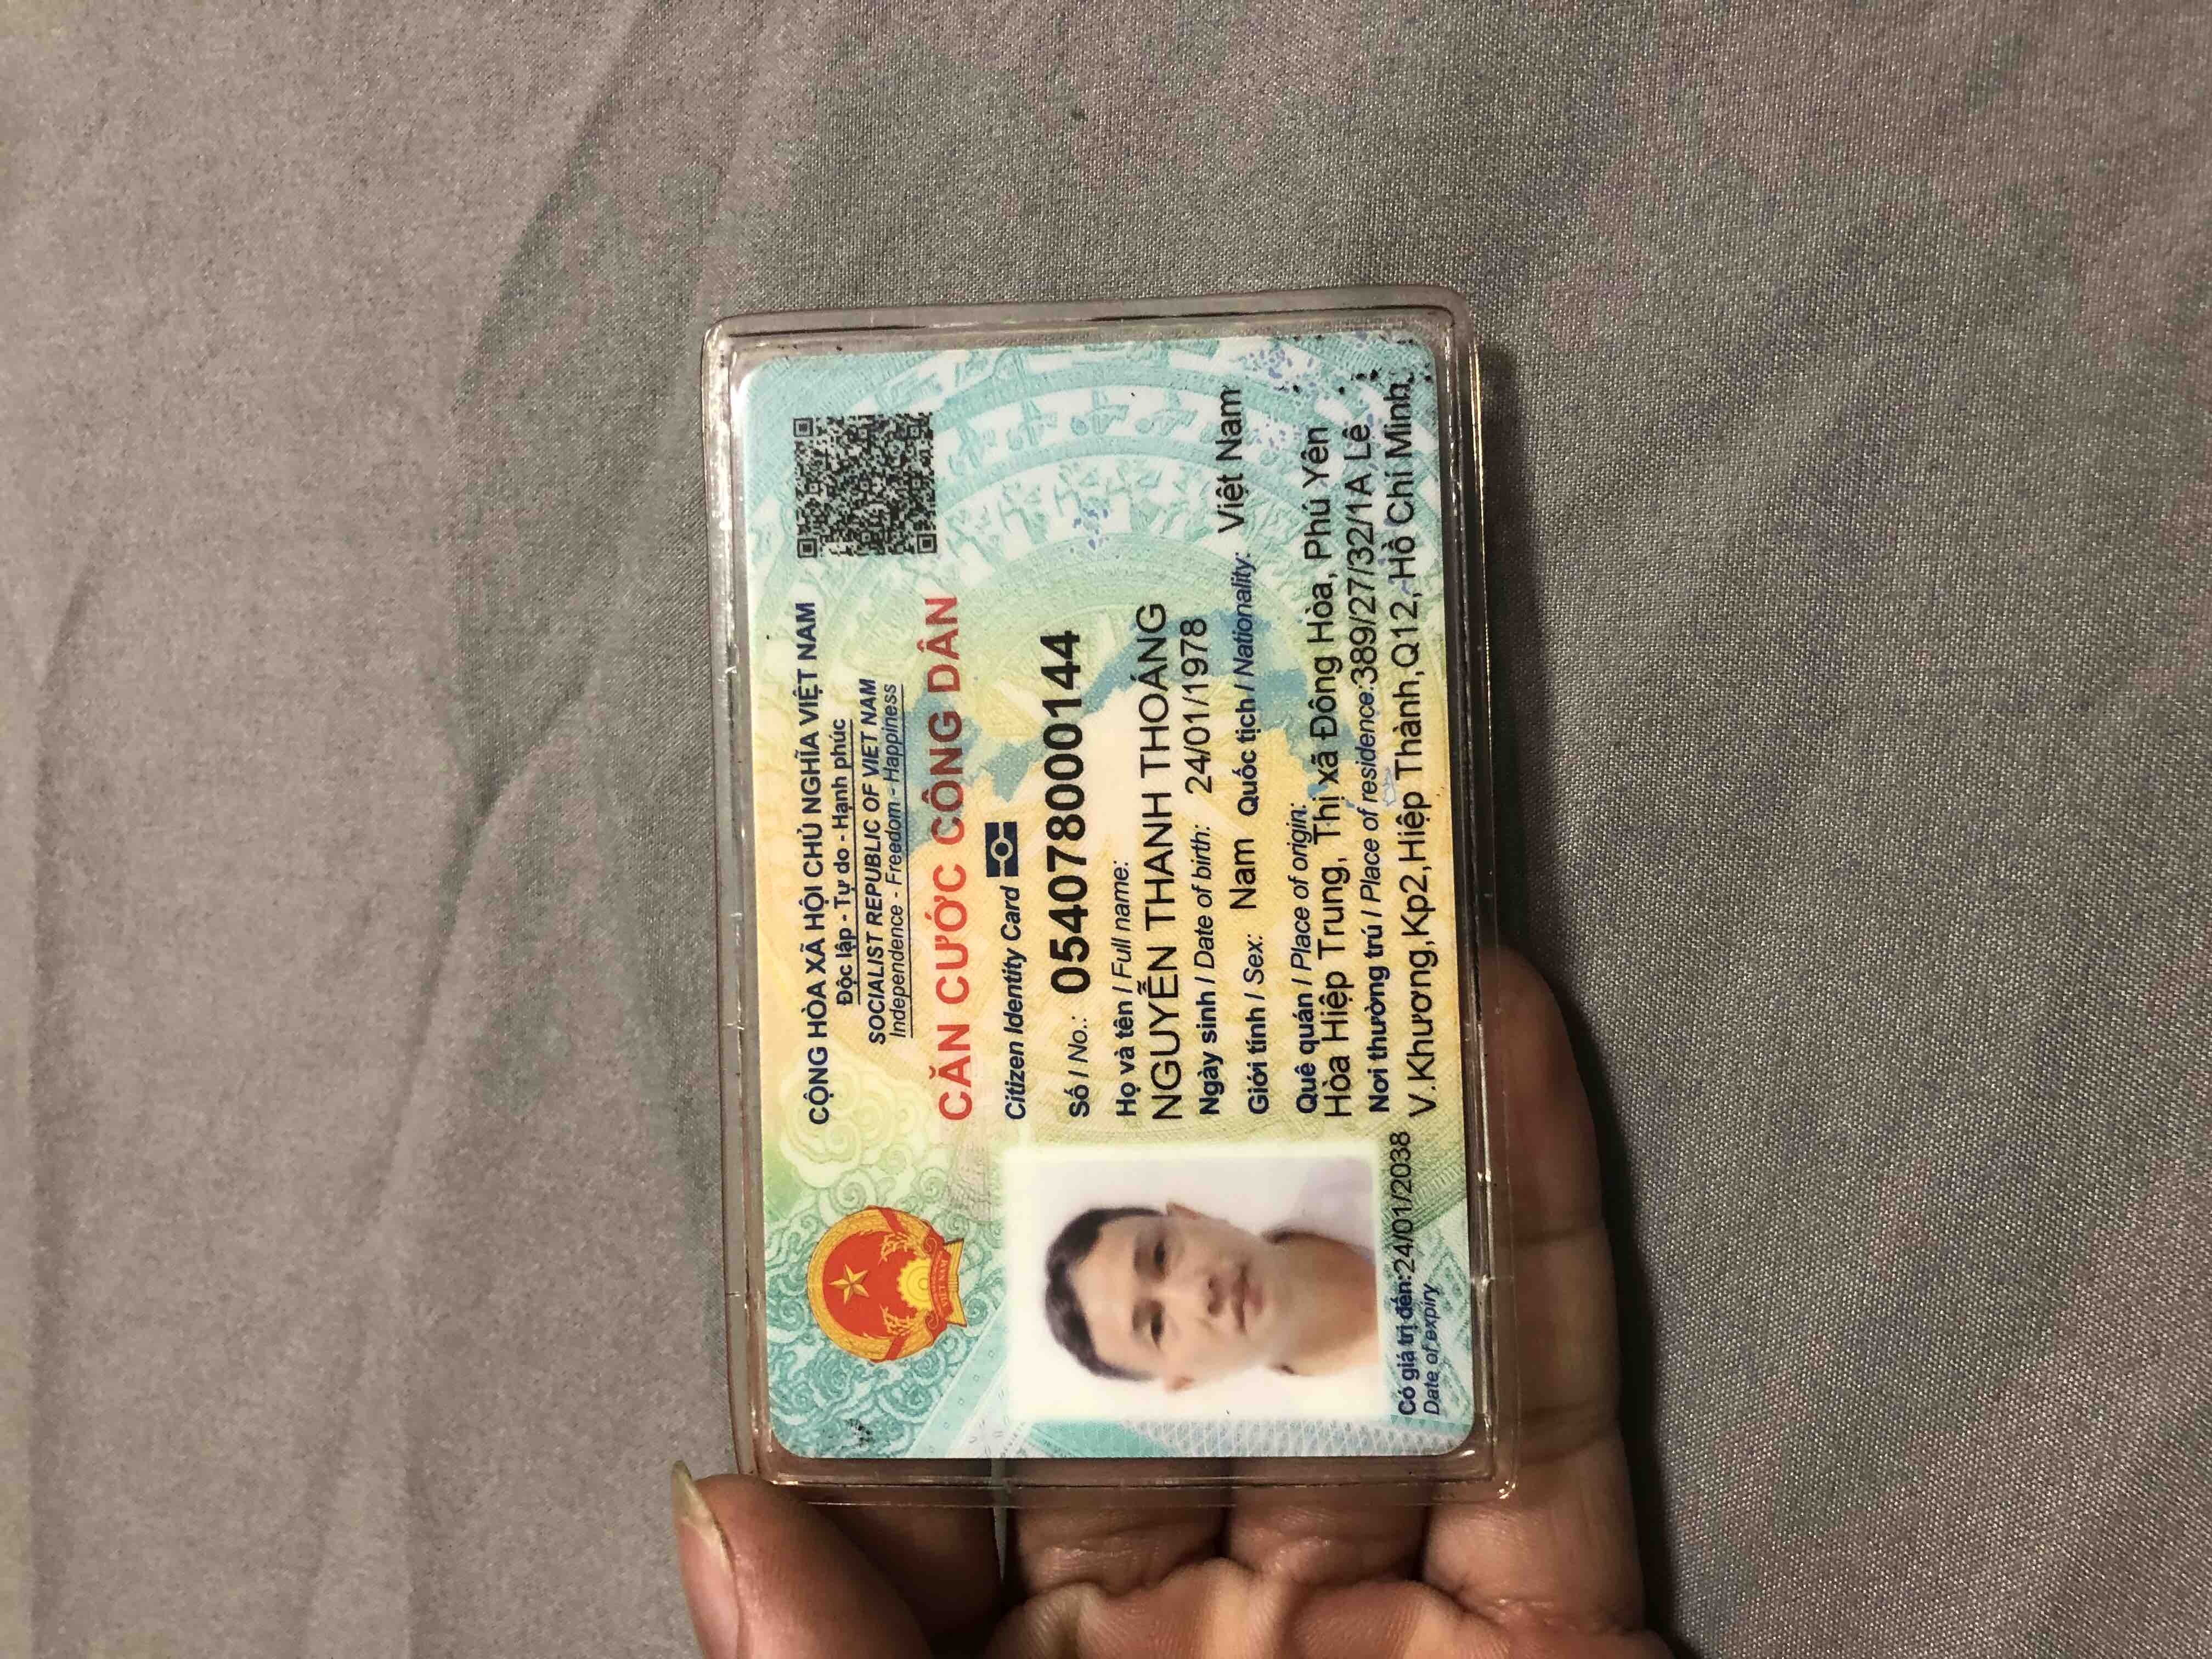 CỘNG HÒA XÃ HỘI CHỦ NGHĨA VIỆT NAM
Độc lập - Tự do - Hạnh phúc
SOCIALIST REPUBLIC OF VIET NAM
Independence - Freedom - Happiness
CĂN CƯỚC CÔNG DÂN
Citizen Identity Card
Số / No.: 054078000144
Họ và tên / Full name:
NGUYỄN THANH THOÁNG
Ngày sinh / Date of birth: 24/01/1978
Giới tính / Sex: Nam Quốc tịch / Nationality: Việt Nam
Quê quán / Place of origin:
Hòa Hiệp Trung, Thị xã Đông Hòa, Phú Yên
Nơi thường trú / Place of residence: 389/27/32/1A,Lê
V.Khương,Kp2,Hiệp Thành,Q12, Hồ Chí Minh
Có giá trị đến: 24/01/2038
Date of expiry
VIỆT NAM